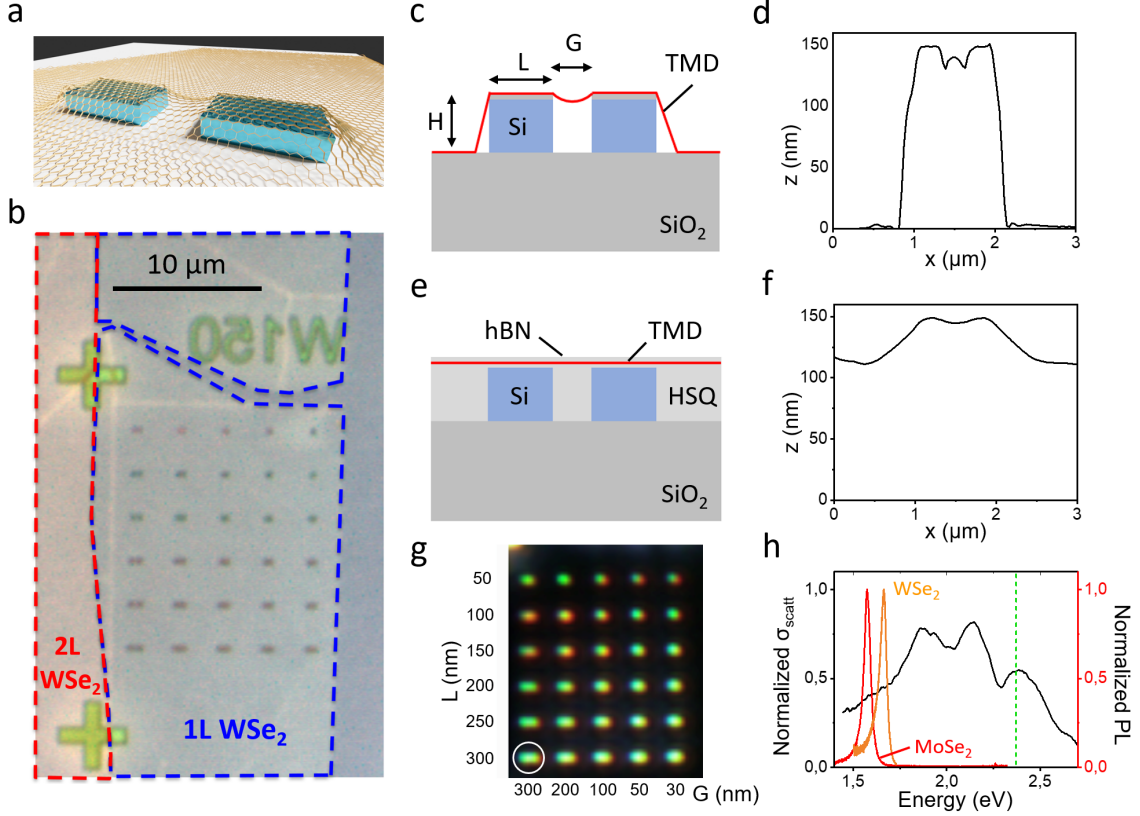 a
b
10 µm
W150
2L
WSe₂
1L WSe₂
c
L
G
TMD
H
Si
SiO₂
d
150
100
50
0
z (nm)
0
1
2
3
x (µm)
e
hBN
TMD
Si
HSQ
SiO₂
f
150
100
50
0
z (nm)
0
1
2
3
x (µm)
g
L (nm)
50
100
150
200
250
300
300
200
100
50
30
G (nm)
h
Normalized σscatt
1,0
0,5
0,0
WSe₂
MoSe₂
1,0
0,5
0,0
Normalized PL
1,5
2,0
2,5
Energy (eV)